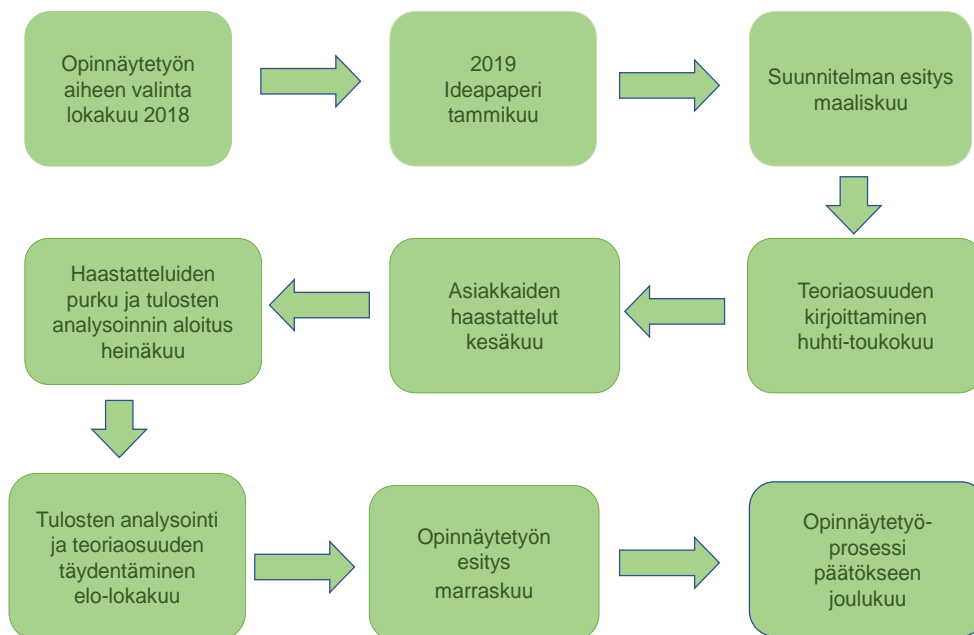 Opinnäytetyön
aiheen valinta
lokakuu 2018
2019
Ideapaperi
tammikuu
Suunnitelman esitys
maaliskuu
Teoriaosuuden
kirjoittaminen
huhti-toukokuu
Asiakkaiden
haastattelut
kesäkuu
Haastatteluiden
purku ja tulosten
analysoinnin aloitus
heinäkuu
Tulosten analysointi
ja teoriaosuuden
täydentäminen
elo-lokakuu
Opinnäytetyön
esitys
marraskuu
Opinnäytetyö-
prosessi
päätökseen
joulukuu